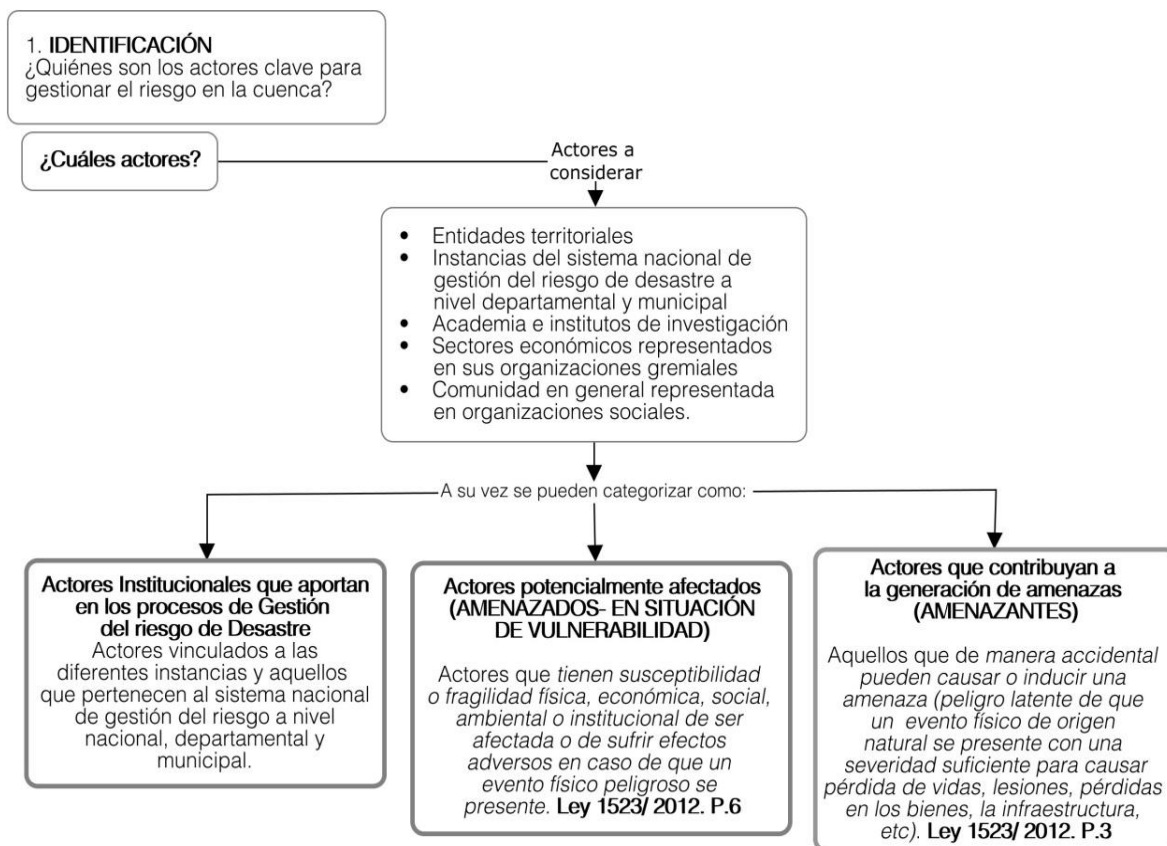 1. IDENTIFICACIÓN
¿Quiénes son los actores clave para
gestionar el riesgo en la cuenca?
¿Cuáles actores?
Actores a
considerar
• Entidades territoriales
• Instancias del sistema nacional de
gestión del riesgo de desastre a
nivel departamental y municipal
• Academia e institutos de investigación
• Sectores económicos representados
en sus organizaciones gremiales
• Comunidad en general representada
en organizaciones sociales.
A su vez se pueden categorizar como:
Actores Institucionales que aportan
en los procesos de Gestión
del riesgo de Desastre
Actores vinculados a las
diferentes instancias y aquellos
que pertenecen al sistema nacional
de gestión del riesgo a nivel
nacional, departamental y
municipal.
Actores potencialmente afectados
(AMENAZADOS- EN SITUACIÓN
DE VULNERABILIDAD)
Actores que tienen susceptibilidad
o fragilidad física, económica, social,
ambiental o institucional de ser
afectada o de sufrir efectos
adversos en caso de que un
evento físico peligroso se
presente. Ley 1523/ 2012. P.6
Actores que contribuyan a
la generación de amenazas
(AMENAZANTES)
Aquellos que de manera accidental
pueden causar o inducir una
amenaza (peligro latente de que
un evento físico de origen
natural se presente con una
severidad suficiente para causar
pérdida de vidas, lesiones, pérdidas
en los bienes, la infraestructura,
etc). Ley 1523/ 2012. P.3